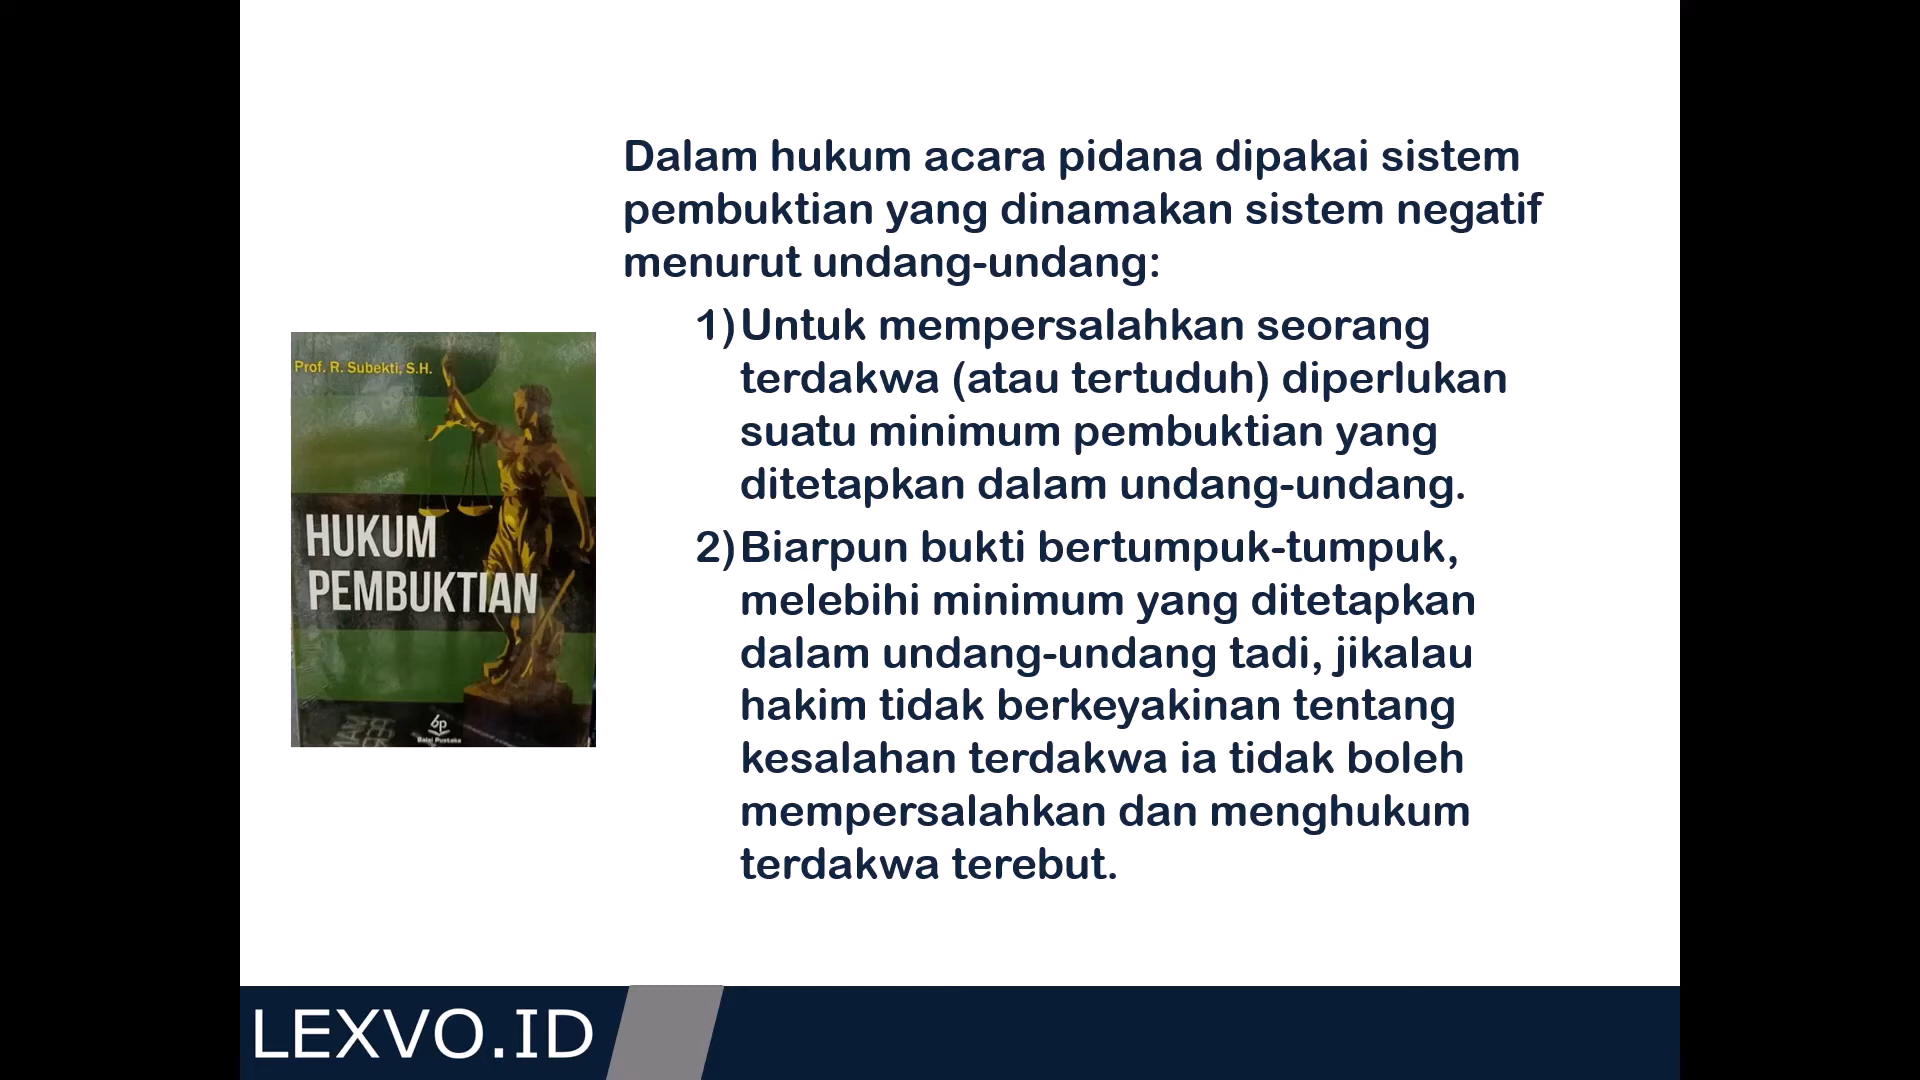 Dalam hukum acara pidana dipakai sistem
pembuktian yang dinamakan sistem negatif
menurut undang-undang:
1) Untuk mempersalahkan seorang
terdakwa (atau tertuduh) diperlukan
suatu minimum pembuktian yang
ditetapkan dalam undang-undang.
2) Biarpun bukti bertumpuk-tumpuk,
melebihi minimum yang ditetapkan
dalam undang-undang tadi, jikalau
hakim tidak berkeyakinan tentang
kesalahan terdakwa ia tidak boleh
mempersalahkan dan menghukum
terdakwa terebut.
Prof. R. Subekti, S.H.
HUKUM
PEMBUKTIAN
bp
Balai Pustaka
LEXVO.ID